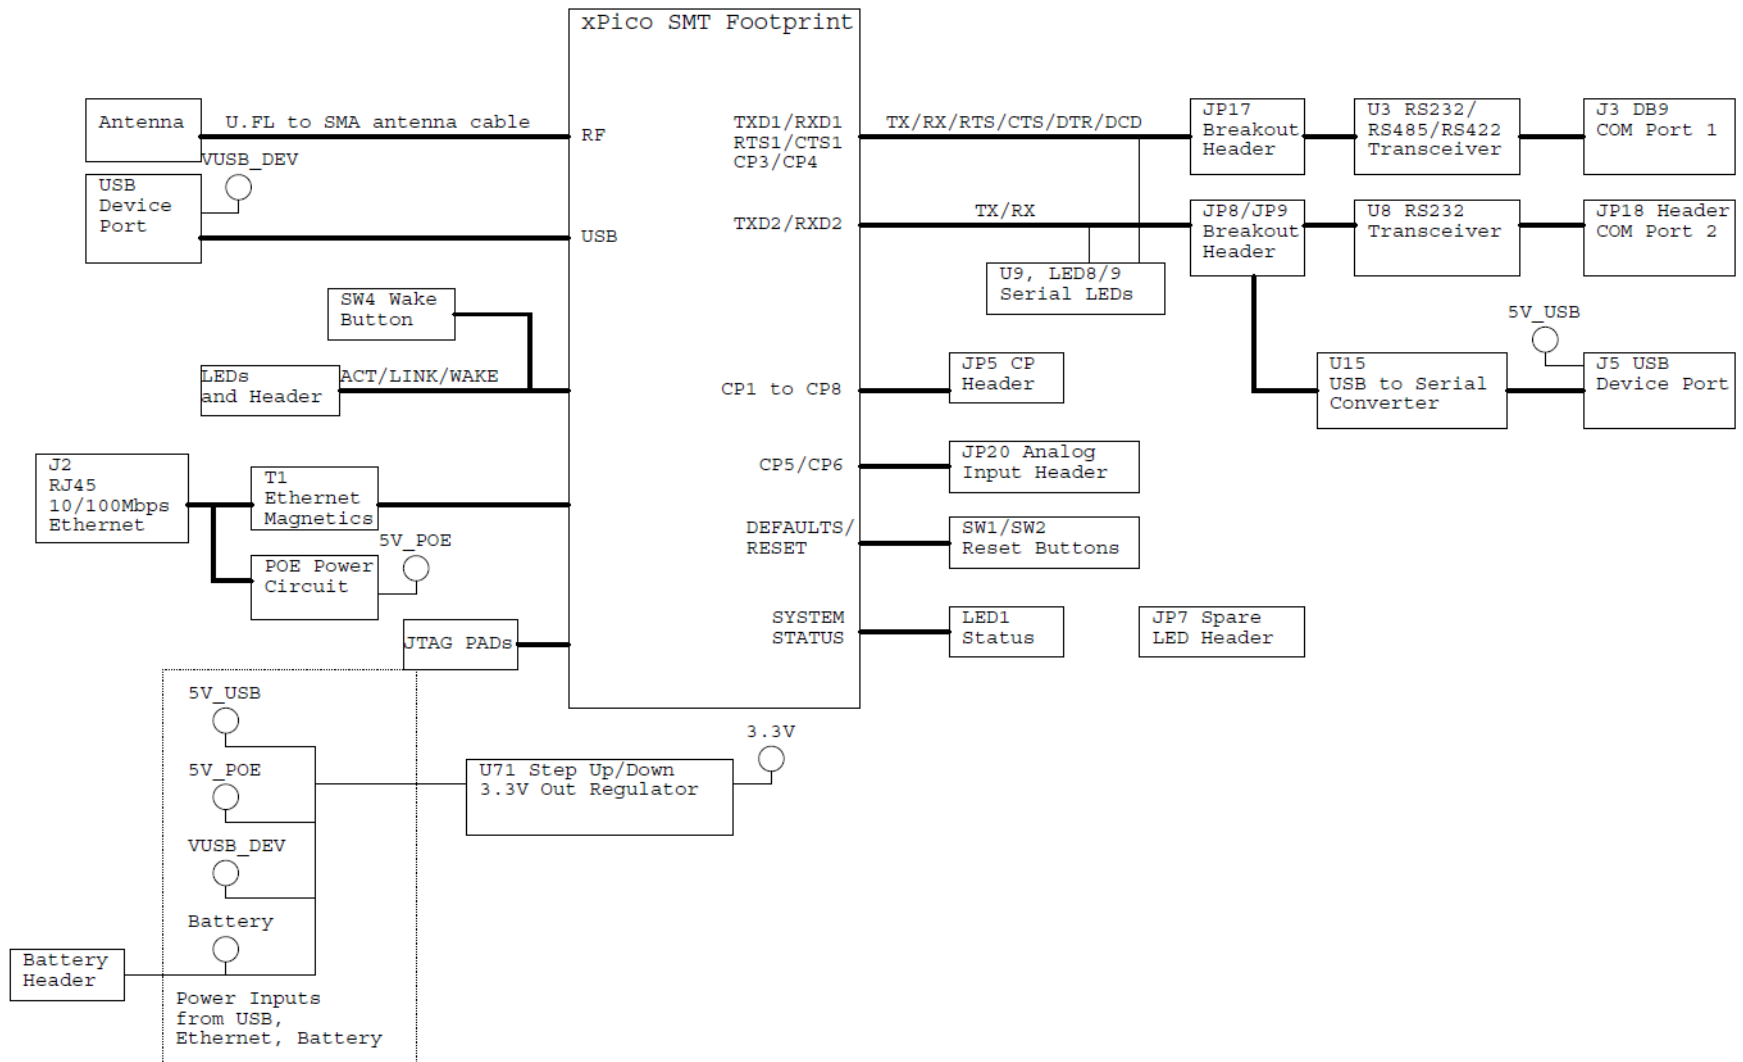 xPico SMT Footprint
Antenna
U.FL to SMA antenna cable
RF
VUSB_DEV
USB
Device
Port
USB
SW4 Wake
Button
LEDs
and Header
ACT/LINK/WAKE
J2
RJ45
10/100Mbps
Ethernet
T1
Ethernet
Magnetics
5V_POE
POE Power
Circuit
JTAG PADs
TXD1/RXD1
RTS1/CTS1
CP3/CP4
TX/RX/RTS/CTS/DTR/DCD
JP17
Breakout
Header
U3 RS232/
RS485/RS422
Transceiver
J3 DB9
COM Port 1
TXD2/RXD2
TX/RX
JP8/JP9
Breakout
Header
U8 RS232
Transceiver
JP18 Header
COM Port 2
U9, LED8/9
Serial LEDs
5V_USB
U15
USB to Serial
Converter
J5 USB
Device Port
CP1 to CP8
JP5 CP
Header
CP5/CP6
JP20 Analog
Input Header
DEFAULTS/
RESET
SW1/SW2
Reset Buttons
SYSTEM
STATUS
LED1
Status
JP7 Spare
LED Header
5V_USB
5V_POE
VUSB_DEV
Battery
Battery
Header
Power Inputs
from USB,
Ethernet, Battery
U71 Step Up/Down
3.3V Out Regulator
3.3V